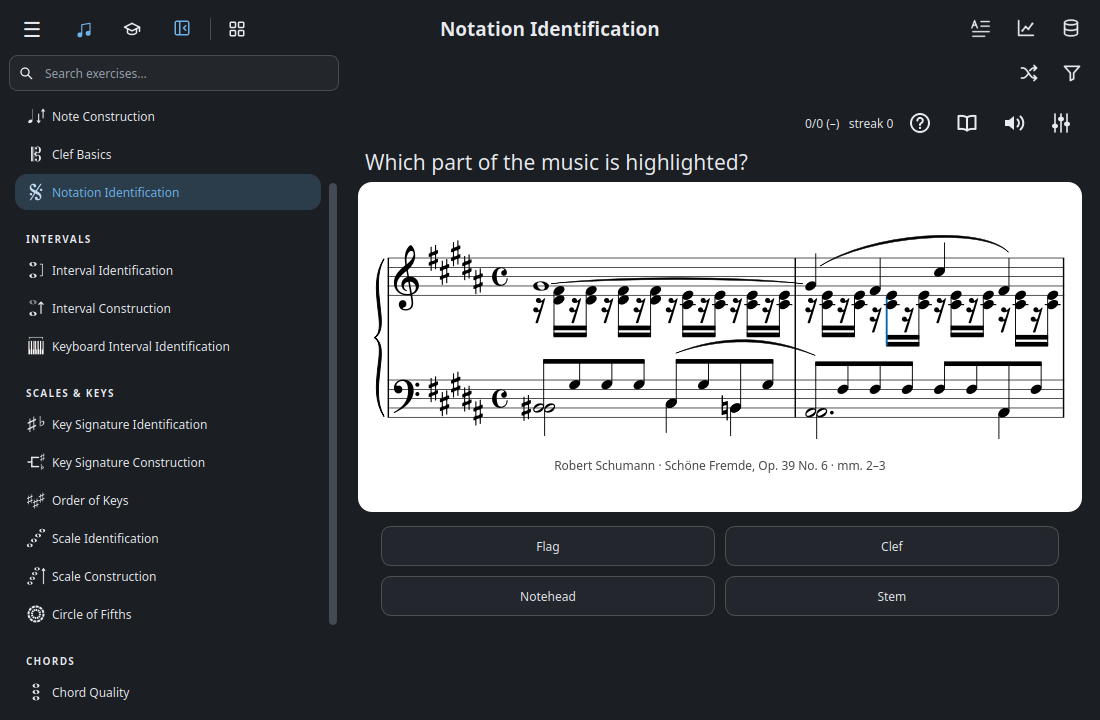 Notation Identification
Search exercises...
0/0 (–) streak 0
Note Construction
Clef Basics
Notation Identification
INTERVALS
Interval Identification
Interval Construction
Keyboard Interval Identification
SCALES & KEYS
Key Signature Identification
Key Signature Construction
Order of Keys
Scale Identification
Scale Construction
Circle of Fifths
CHORDS
Chord Quality
Which part of the music is highlighted?
Robert Schumann · Schöne Fremde, Op. 39 No. 6 · mm. 2–3
Flag
Clef
Notehead
Stem